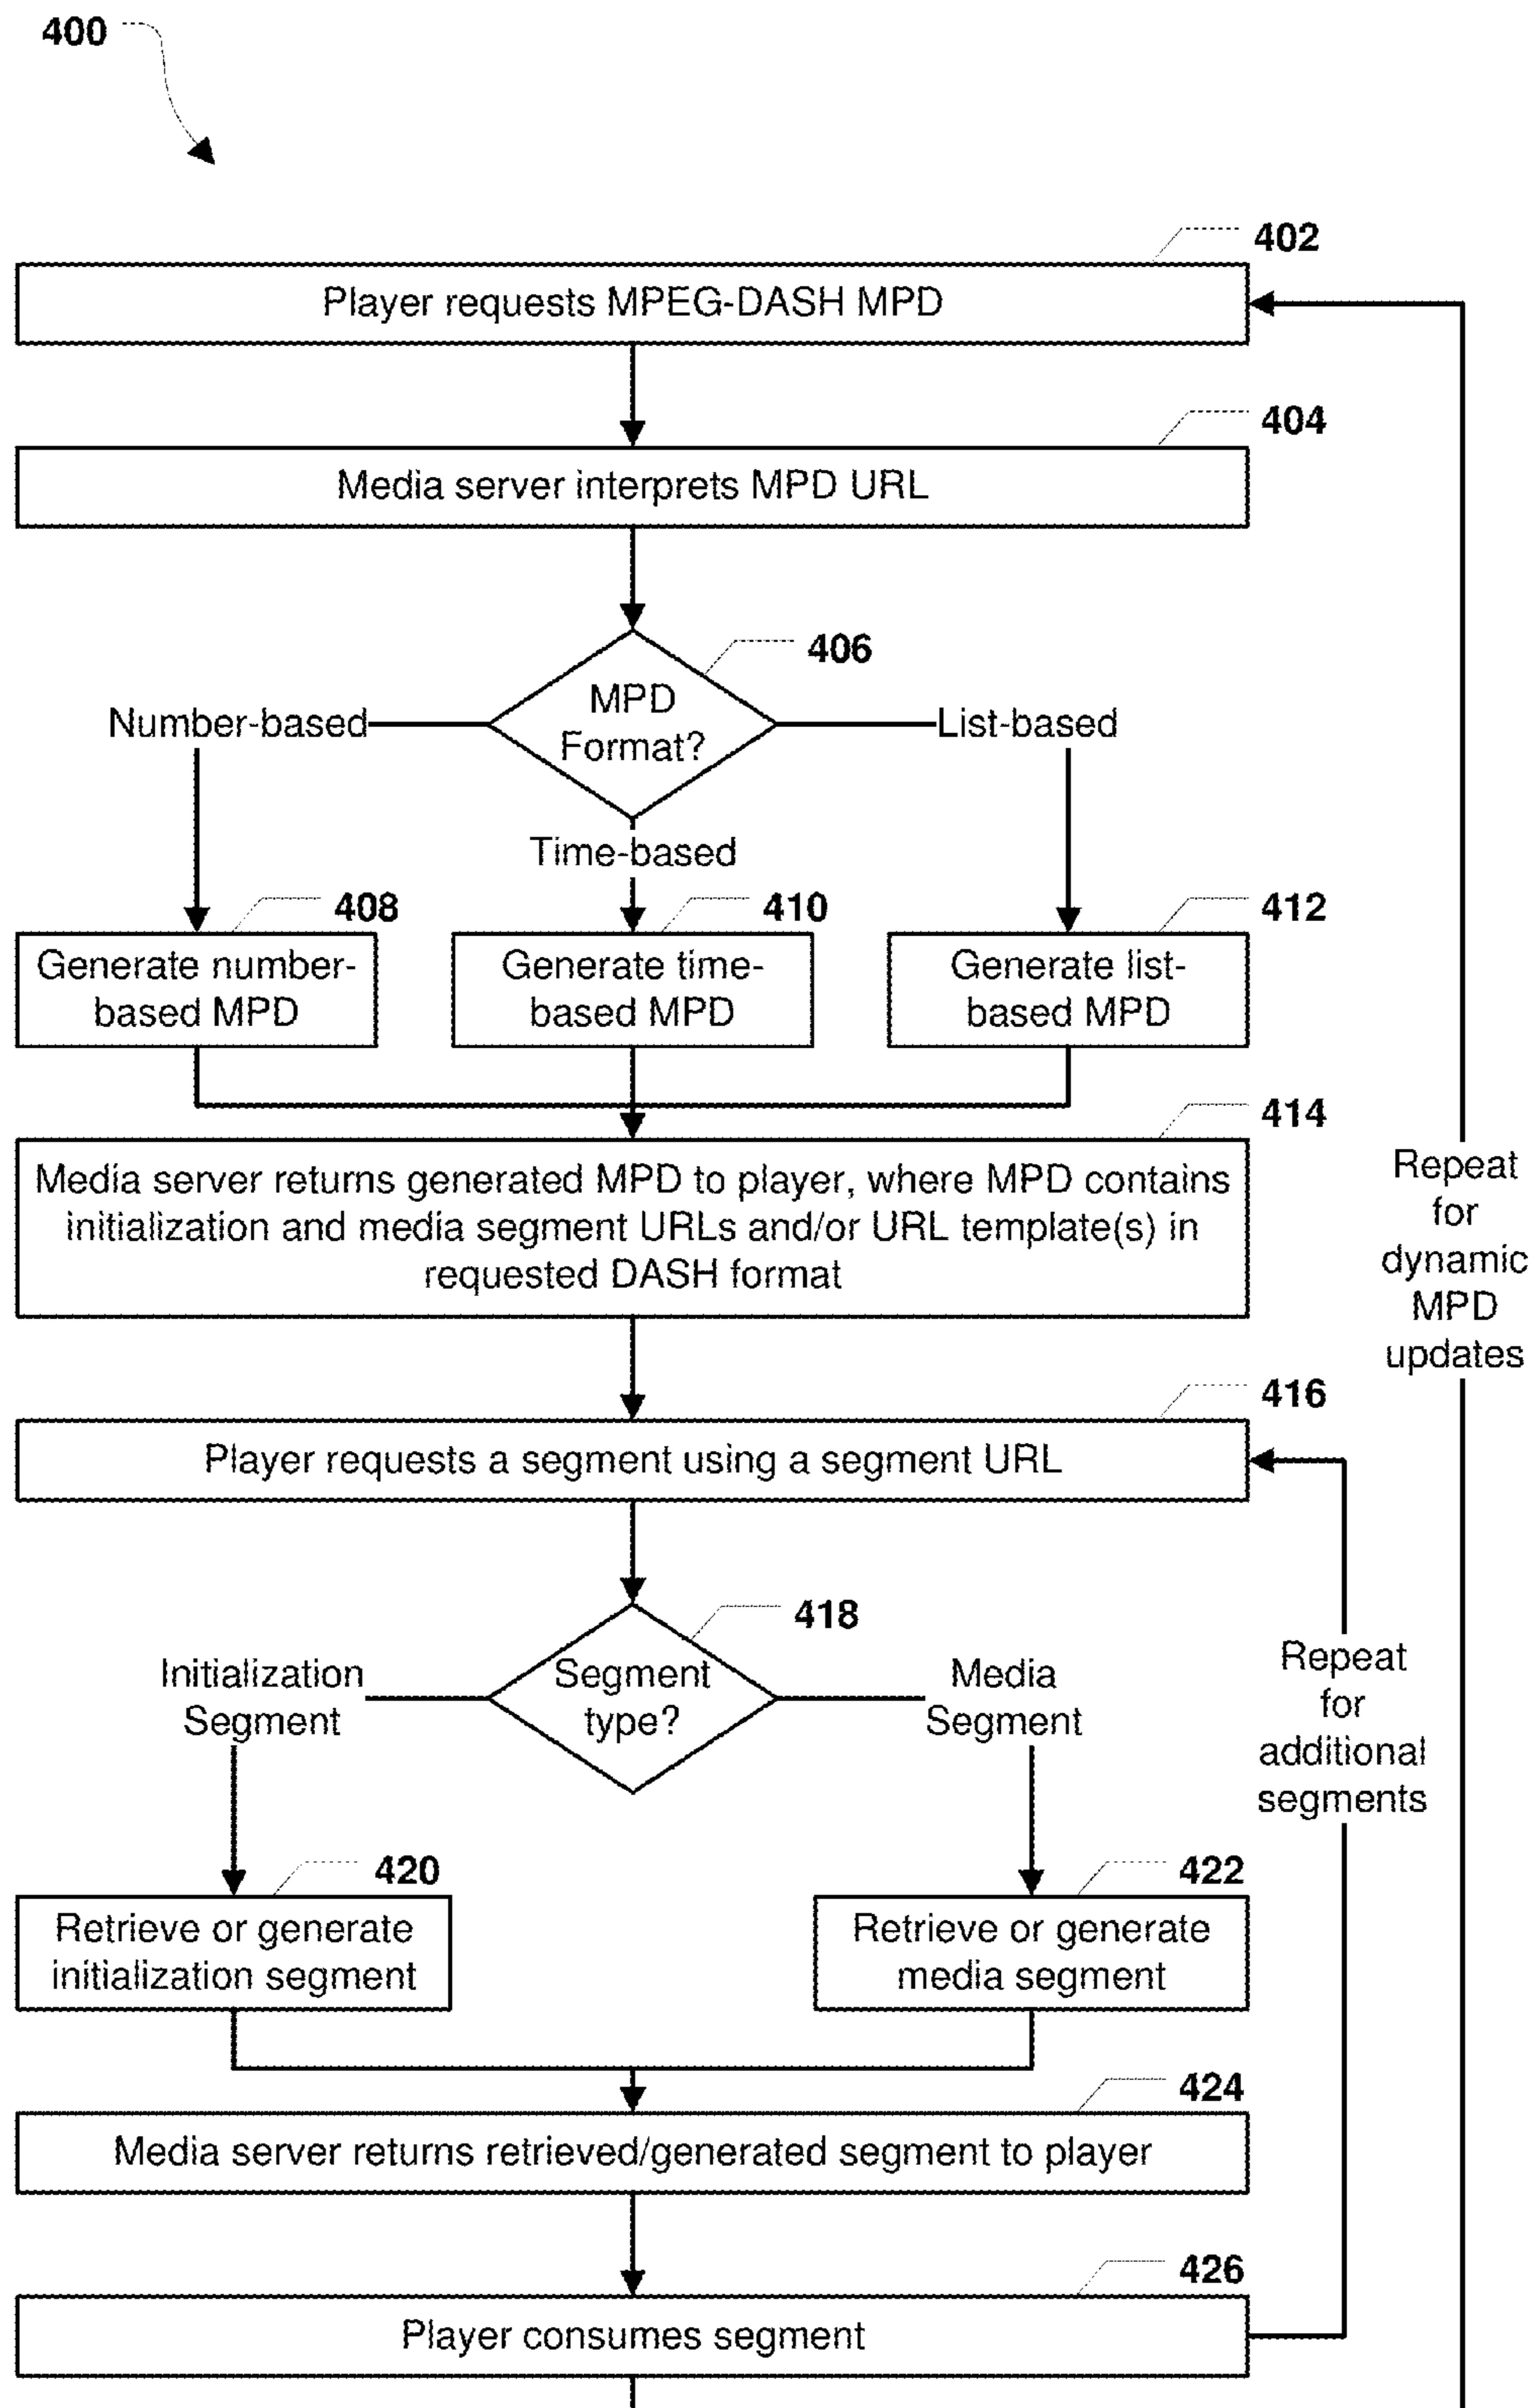 400
402
Player requests MPEG-DASH MPD
404
Media server interprets MPD URL
406
MPD
Format?
Number-based
List-based
Time-based
408
410
412
Generate number-
based MPD
Generate time-
based MPD
Generate list-
based MPD
414
Media server returns generated MPD to player, where MPD contains
initialization and media segment URLs and/or URL template(s) in
requested DASH format
Repeat
for
dynamic
MPD
updates
416
Player requests a segment using a segment URL
418
Segment
type?
Initialization
Segment
Media
Segment
Repeat
for
additional
segments
420
422
Retrieve or generate
initialization segment
Retrieve or generate
media segment
424
Media server returns retrieved/generated segment to player
426
Player consumes segment